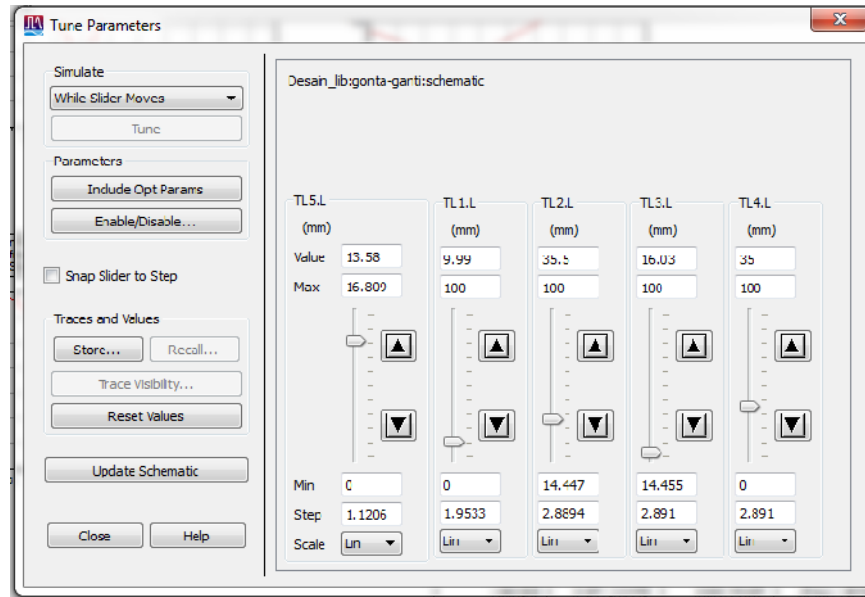 Tune Parameters
Simulate
While Slider Moves
Tune
Parameters
Include Opt Params
Enable/Disable...
Snap Slider to Step
Traces and Values
Store... Recall...
Trace Visibility...
Reset Values
Update Schematic
Close Help
Desain_lib:gonta-ganti:schematic
TL5.L TL1.L TL2.L TL3.L TL4.L
(mm) (mm) (mm) (mm) (mm)
Value 13.58 9.99 35.5 16.03 35
Max 16.809 100 100 100 100
Min 0 0 14.447 14.455 0
Step 1.1206 1.9533 2.8894 2.891 2.891
Scale Lin Lin Lin Lin Lin